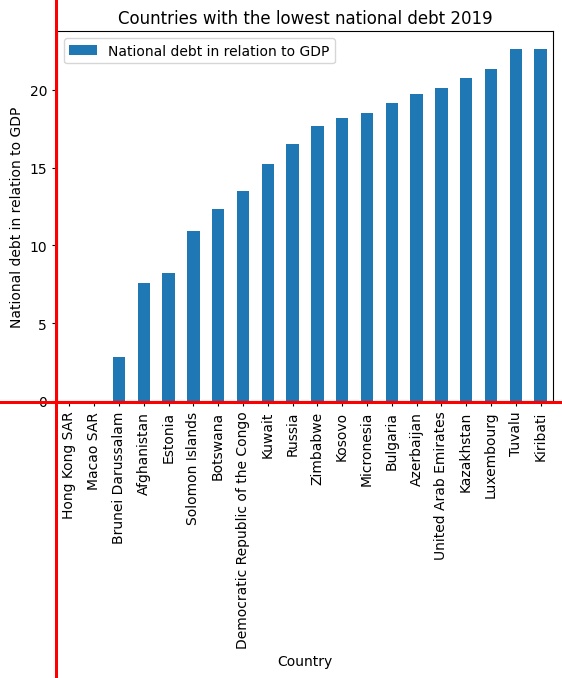 Countries with the lowest national debt 2019
National debt in relation to GDP
National debt in relation to GDP
20
15
10
5
0
Hong Kong SAR
Macao SAR
Brunei Darussalam
Afghanistan
Estonia
Solomon Islands
Botswana
Democratic Republic of the Congo
Kuwait
Russia
Zimbabwe
Kosovo
Micronesia
Bulgaria
Azerbaijan
United Arab Emirates
Kazakhstan
Luxembourg
Tuvalu
Kiribati
Country